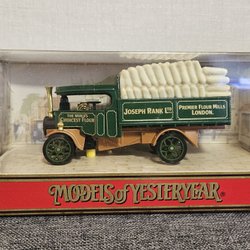 THE WORLD'S
CHOICEST FLOUR
JOSEPH RANK LTD
PREMIER FLOUR MILLS
LONDON.
MODELS OF YESTERYEAR